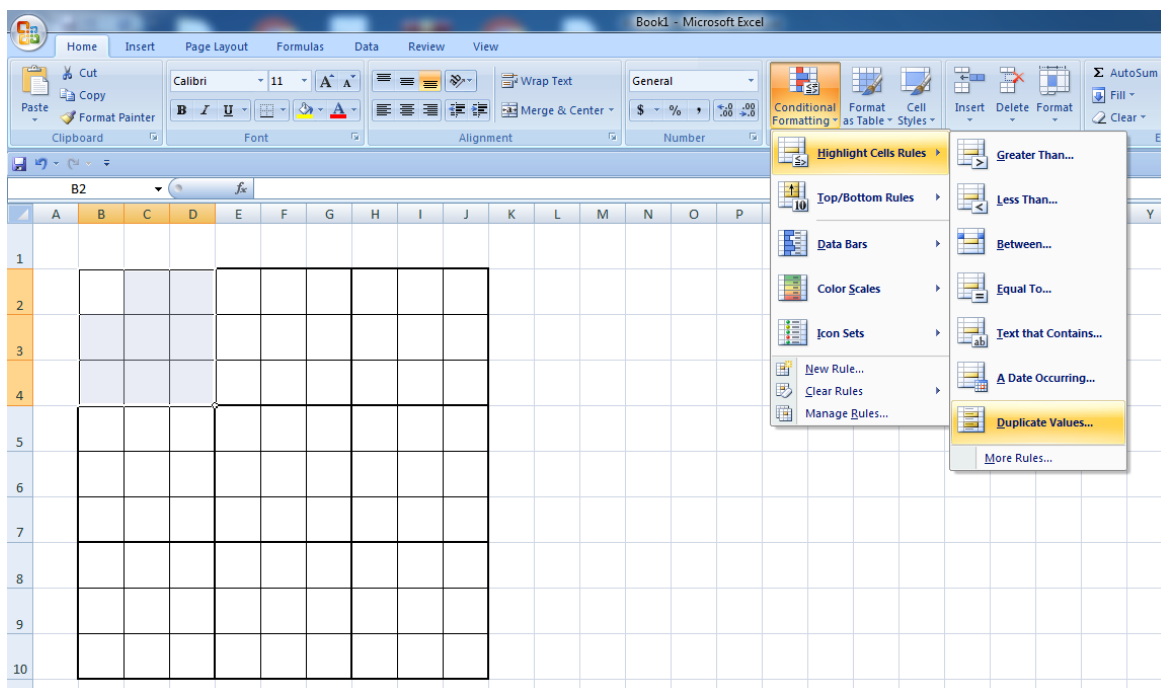 Book1 - Microsoft Excel
Home Insert Page Layout Formulas Data Review View
Cut
Copy
Format Painter
Paste
Clipboard
Calibri 11
B I U
Font
Wrap Text
Merge & Center
Alignment
General
$ % , .0 .00 .00 .0
Number
Conditional Formatting
Format as Table
Cell Styles
Insert Delete Format
Σ AutoSum
Fill
Clear
E
B2 fx
A B C D E F G H I J K L M N O P Y
1
2
3
4
5
6
7
8
9
10
Highlight Cells Rules
Top/Bottom Rules
Data Bars
Color Scales
Icon Sets
New Rule...
Clear Rules
Manage Rules...
Greater Than...
Less Than...
Between...
Equal To...
Text that Contains...
A Date Occurring...
Duplicate Values...
More Rules...